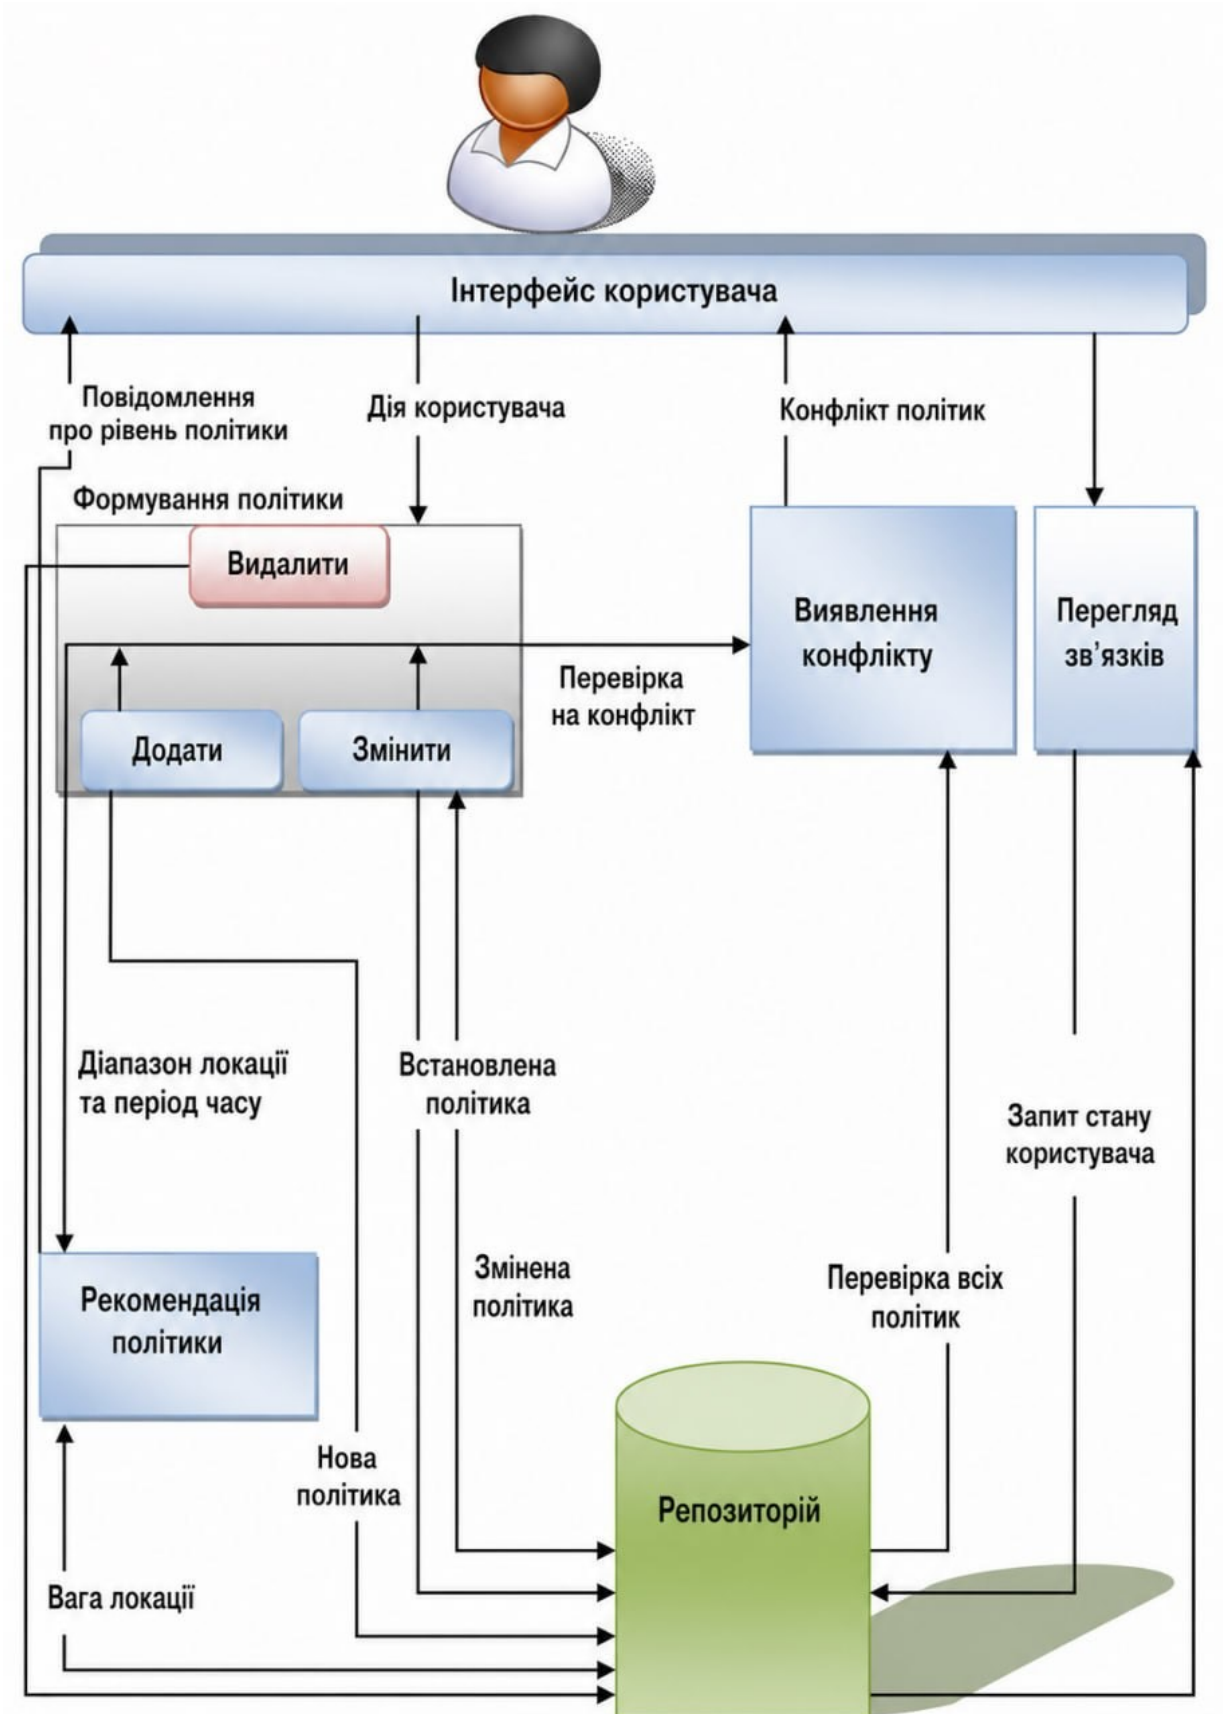 Інтерфейс користувача
Повідомлення
про рівень політики
Дія користувача
Конфлікт політик
Формування політики
Видалити
Виявлення
конфлікту
Перегляд
зв’язків
Перевірка
на конфлікт
Додати
Змінити
Діапазон локації
та період часу
Встановлена
політика
Запит стану
користувача
Змінена
політика
Перевірка всіх
політик
Рекомендація
політики
Нова
політика
Репозиторій
Вага локації